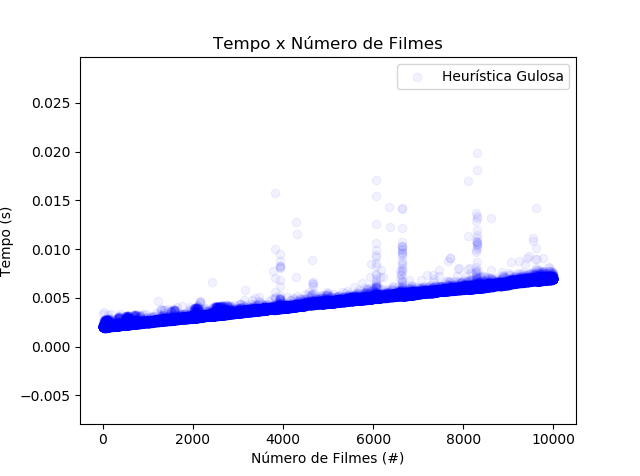 Tempo x Número de Filmes
Heurística Gulosa
0.025
0.020
0.015
0.010
0.005
0.000
−0.005
Tempo (s)
0 2000 4000 6000 8000 10000
Número de Filmes (#)